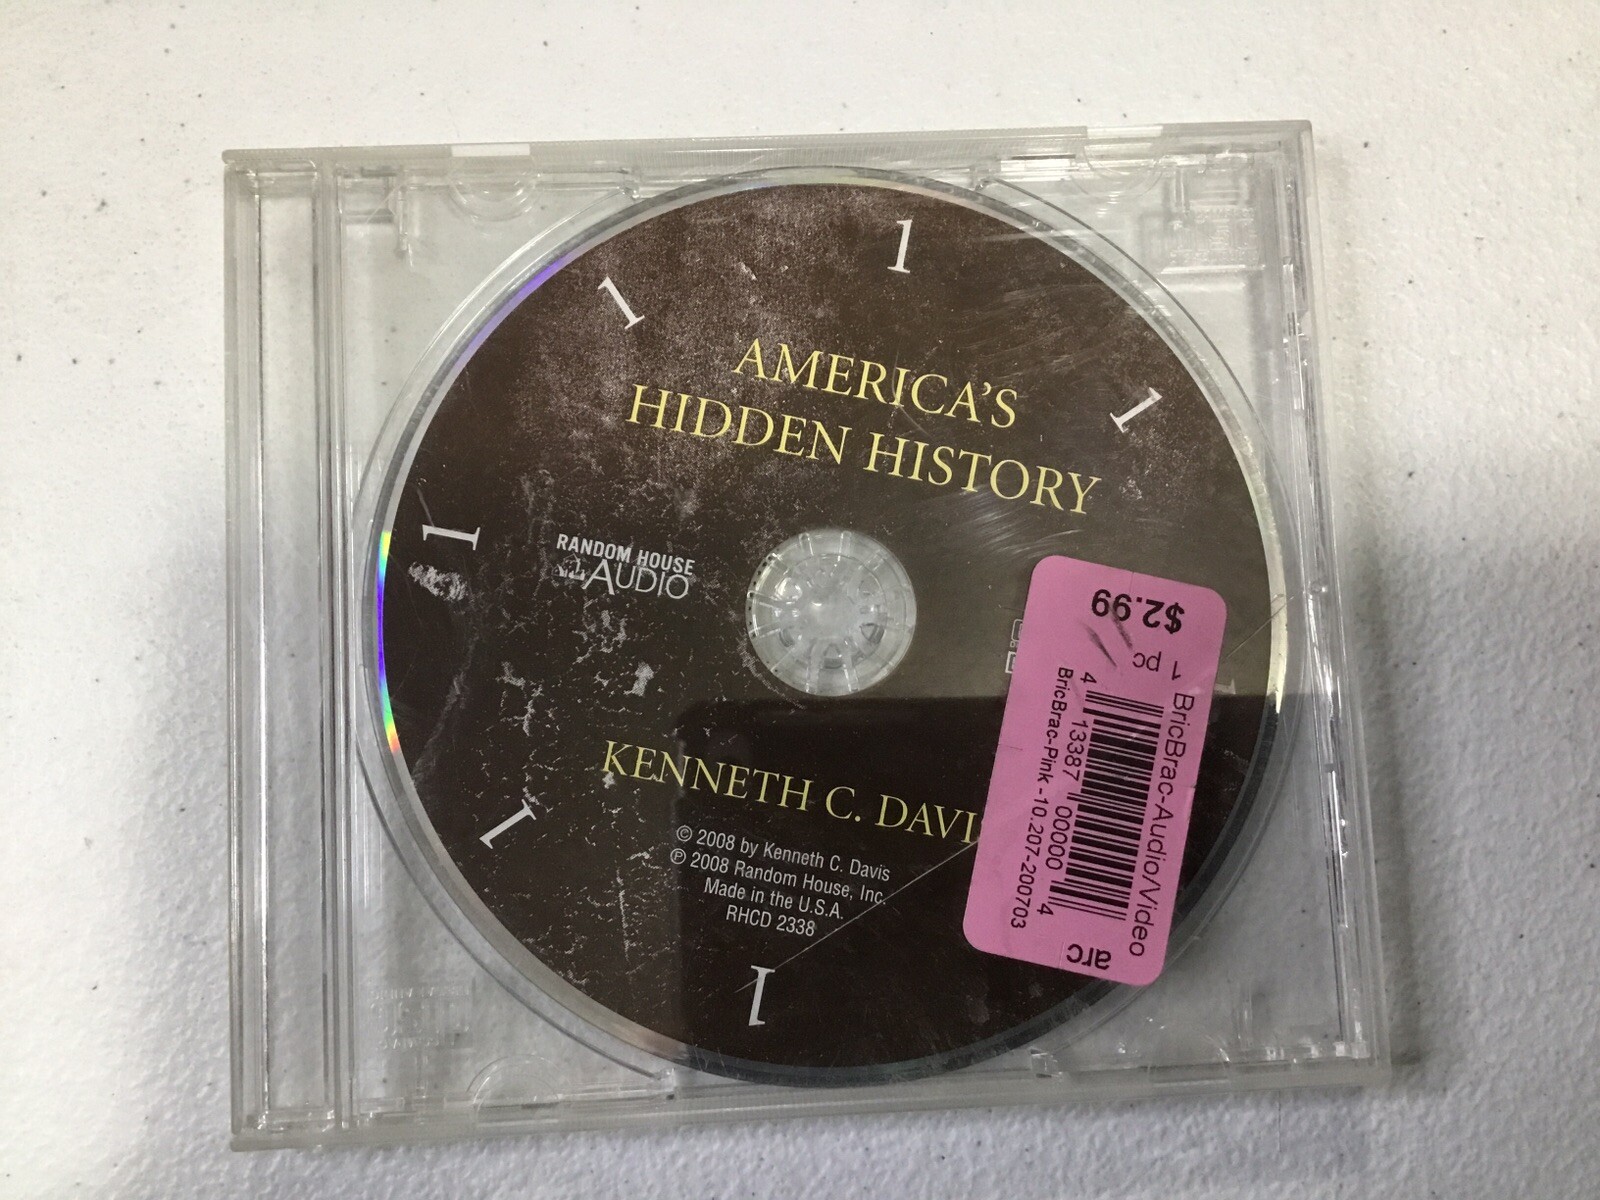 1
1
1
AMERICA'S
HIDDEN HISTORY
1
RANDOM HOUSE
AUDIO
KENNETH C. DAVI
© 2008 by Kenneth C. Davis
℗ 2008 Random House, Inc.
Made in the U.S.A.
RHCD 2338
1
1
$2.99
1 pc
BricBrac-Audio/Video
4 13387 00000 4
BricBrac-Pink - 10.207-200703
arc